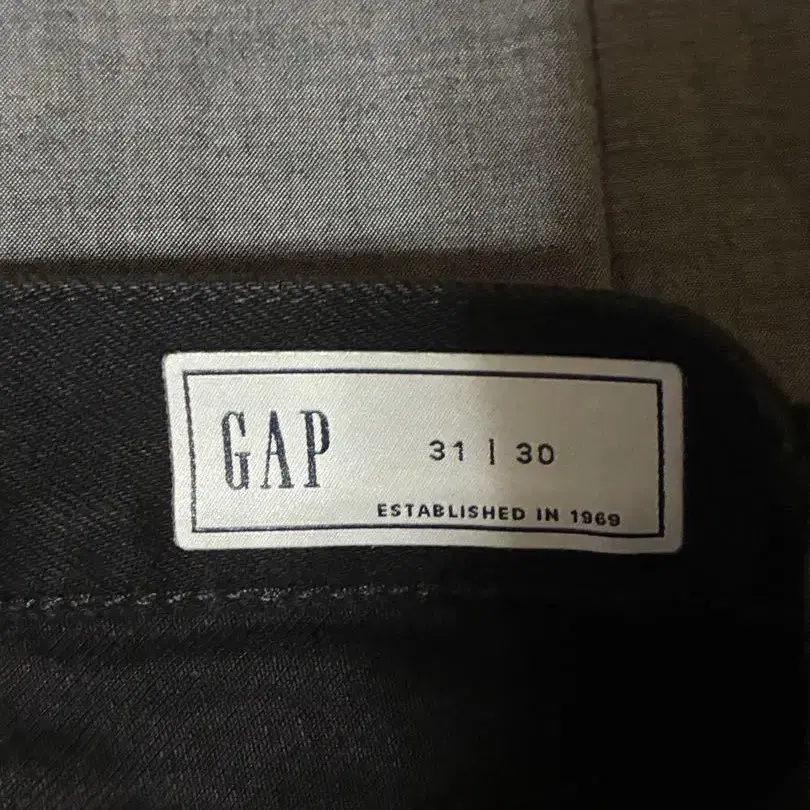 GAP 31 | 30
ESTABLISHED IN 1969